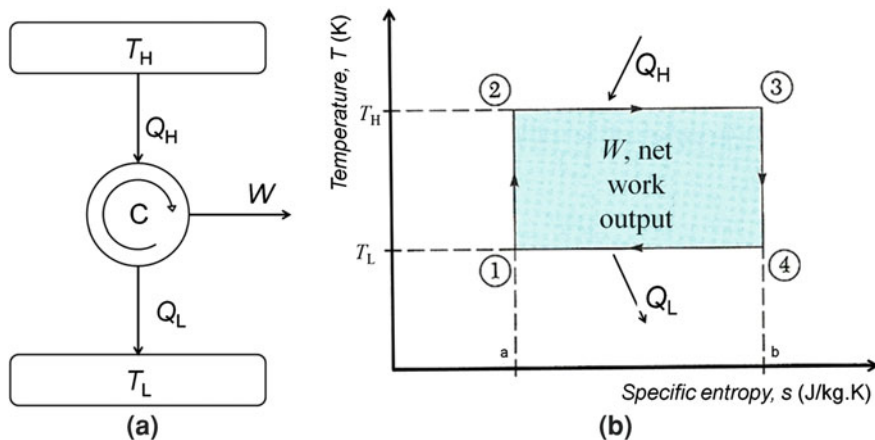 T_H
Q_H
C
W
Q_L
T_L
(a)
Temperature, T (K)
T_H
T_L
2
3
Q_H
W, net
work
output
1
4
Q_L
a
b
Specific entropy, s (J/kg.K)
(b)